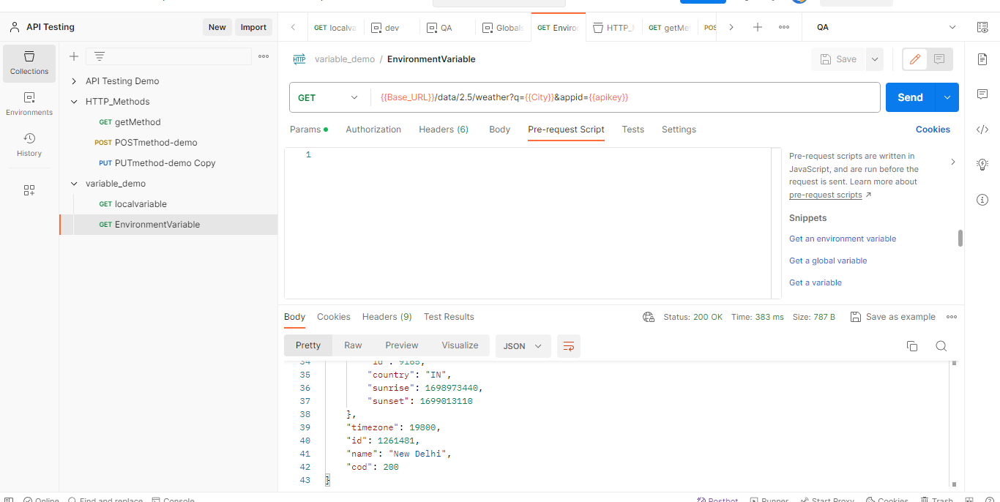 API Testing
New
Import
GET localva
dev
QA
Globals
GET Enviror
HTTP_
getMe
GET
POS
QA
Collections
Environments
History
API Testing Demo
HTTP_Methods
GET getMethod
POST POSTmethod-demo
PUT PUTmethod-demo Copy
variable_demo
GET localvariable
GET EnvironmentVariable
HTTP variable_demo / EnvironmentVariable
Save
GET
{{Base_URL}}/data/2.5/weather?q={{City}}&appid={{apikey}}
Send
Params
Authorization
Headers (6)
Body
Pre-request Script
Tests
Settings
Cookies
1
Pre-request scripts are written in
JavaScript, and are run before the
request is sent. Learn more about
pre-request scripts ↗
Snippets
Get an environment variable
Get a global variable
Get a variable
Body
Cookies
Headers (9)
Test Results
Status: 200 OK
Time: 383 ms
Size: 787 B
Save as example
Pretty
Raw
Preview
Visualize
JSON
34 "id": 9165,
35 "country": "IN",
36 "sunrise": 1698973440,
37 "sunset": 1699013110
38 },
39 "timezone": 19800,
40 "id": 1261481,
41 "name": "New Delhi",
42 "cod": 200
43 }
Online
Find and replace
Console
Postbot
Runner
Start Proxy
Cookies
Trash